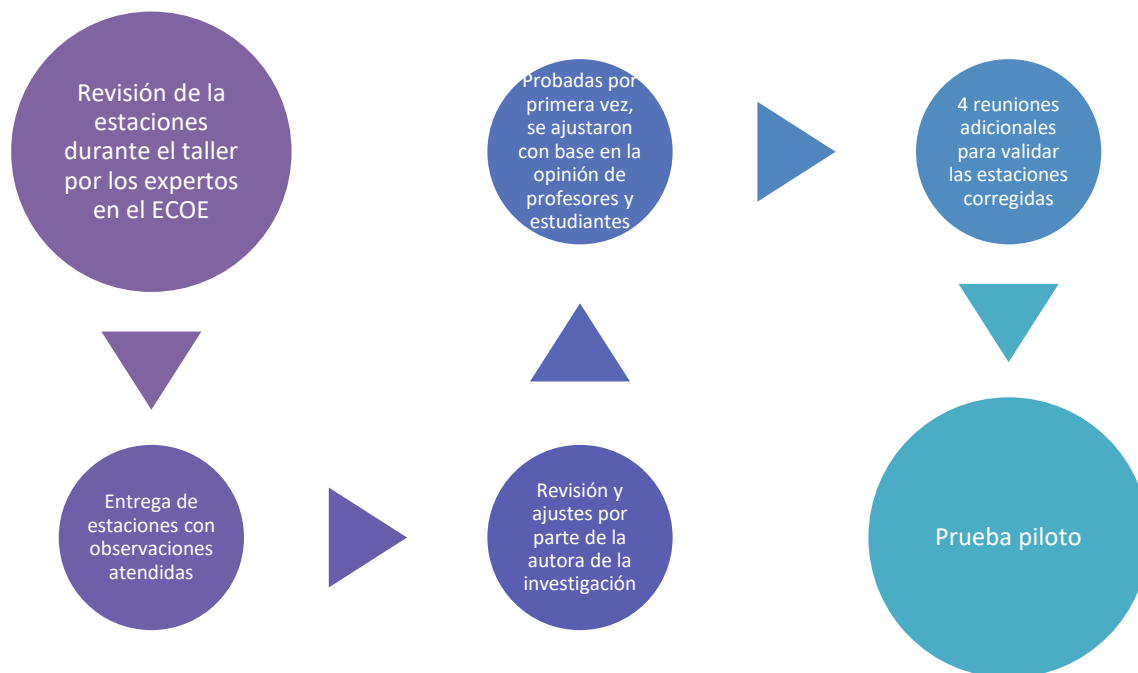 Revisión de la
estaciones
durante el taller
por los expertos
en el ECOE
Entrega de
estaciones con
observaciones
atendidas
Revisión y
ajustes por
parte de la
autora de la
investigación
Probadas por
primera vez,
se ajustaron
con base en la
opinión de
profesores y
estudiantes
4 reuniones
adicionales
para validar
las estaciones
corregidas
Prueba piloto